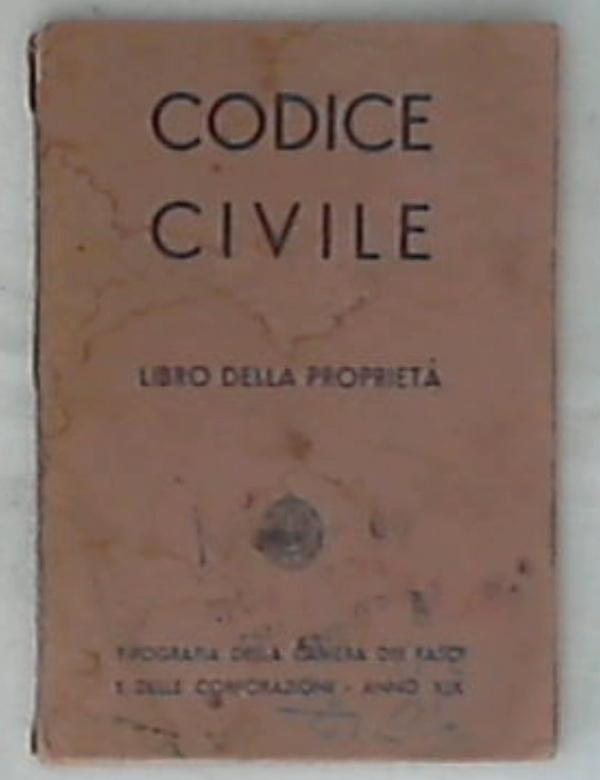 CODICE
CIVILE
LIBRO DELLA PROPRIETÀ
TIPOGRAFIA DELLA CAMERA DEI FASCI
E DELLE CORPORAZIONI - ANNO XIX